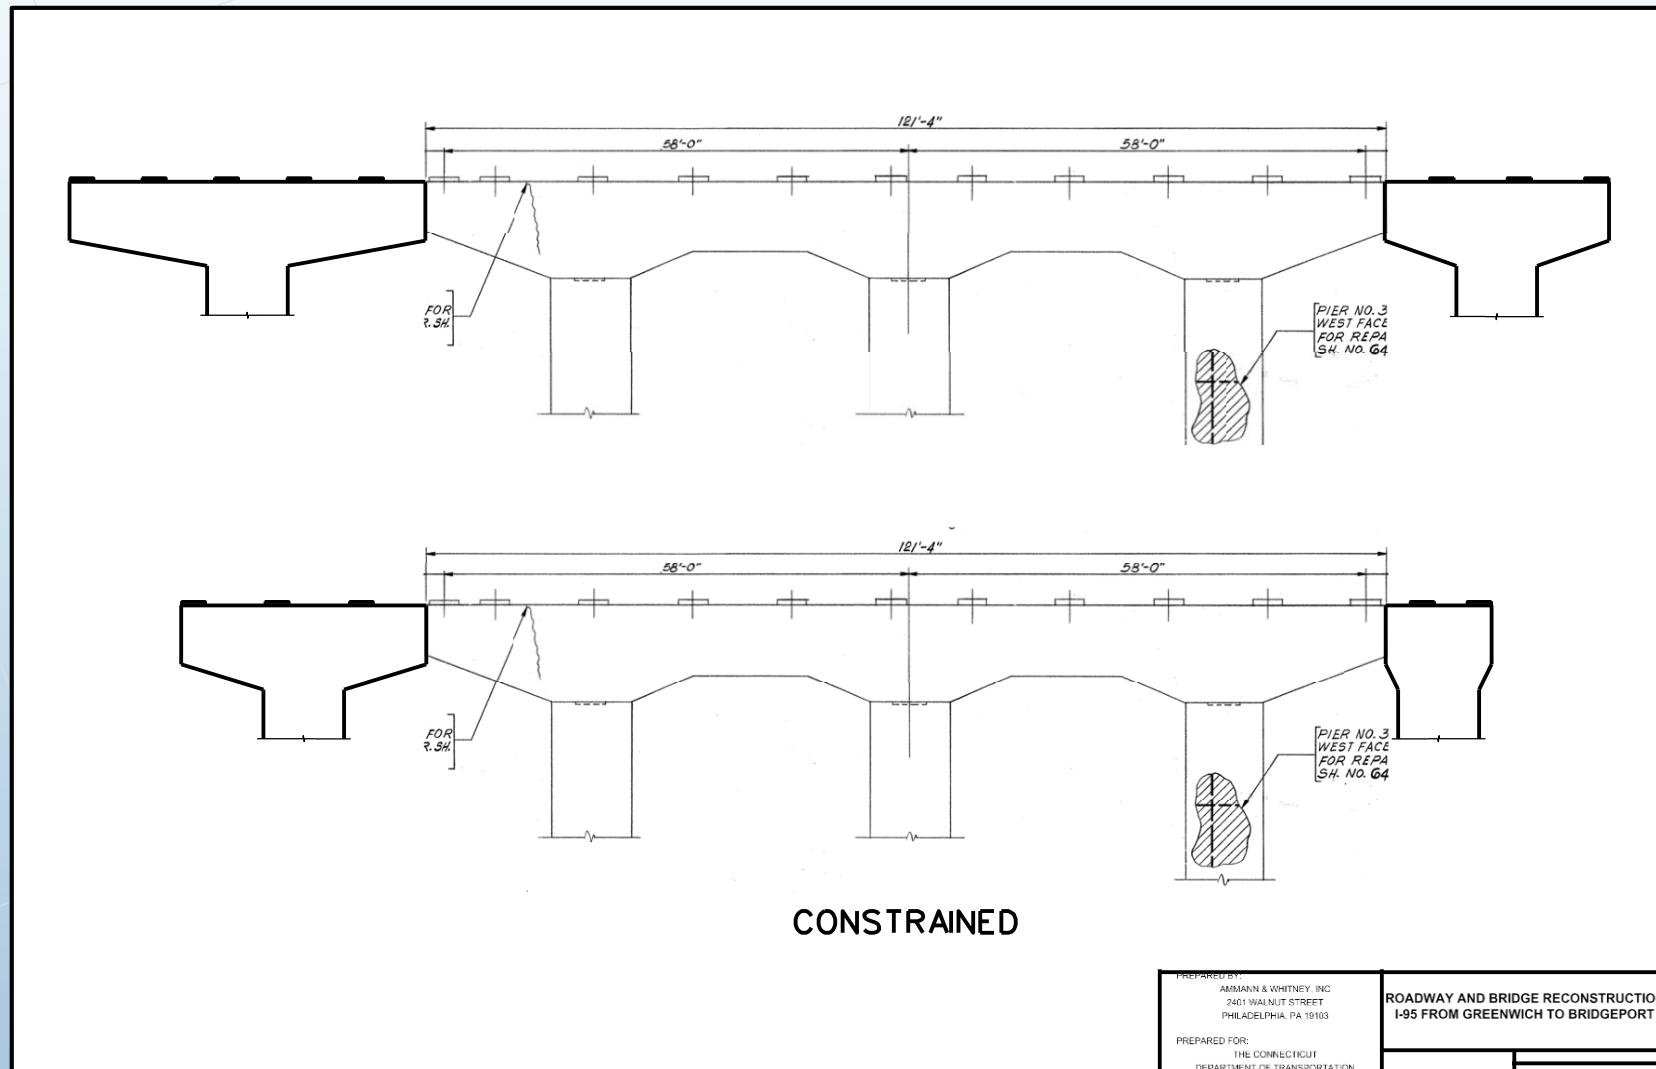 121'-4"
58'-0"
58'-0"
FOR
R.SH.
PIER NO. 3
WEST FACE
FOR REPA
SH. NO. 64
121'-4"
58'-0"
58'-0"
FOR
R.SH.
PIER NO. 3
WEST FACE
FOR REPA
SH. NO. 64
CONSTRAINED
PREPARED BY:
AMMANN & WHITNEY, INC
2401 WALNUT STREET
PHILADELPHIA, PA 19103
PREPARED FOR:
THE CONNECTICUT
DEPARTMENT OF TRANSPORTATION
ROADWAY AND BRIDGE RECONSTRUCTIO
I-95 FROM GREENWICH TO BRIDGEPORT